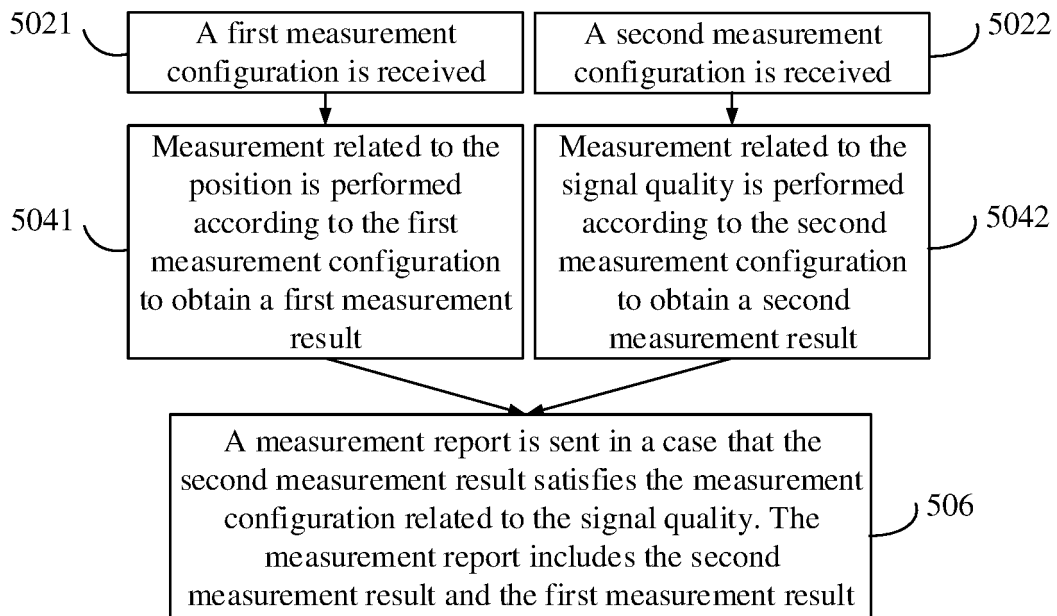 5021
A first measurement
configuration is received
A second measurement
configuration is received
5022
5041
Measurement related to the
position is performed
according to the first
measurement configuration
to obtain a first measurement
result
Measurement related to the
signal quality is performed
according to the second
measurement configuration
to obtain a second
measurement result
5042
A measurement report is sent in a case that the
second measurement result satisfies the measurement
configuration related to the signal quality. The
measurement report includes the second
measurement result and the first measurement result
506